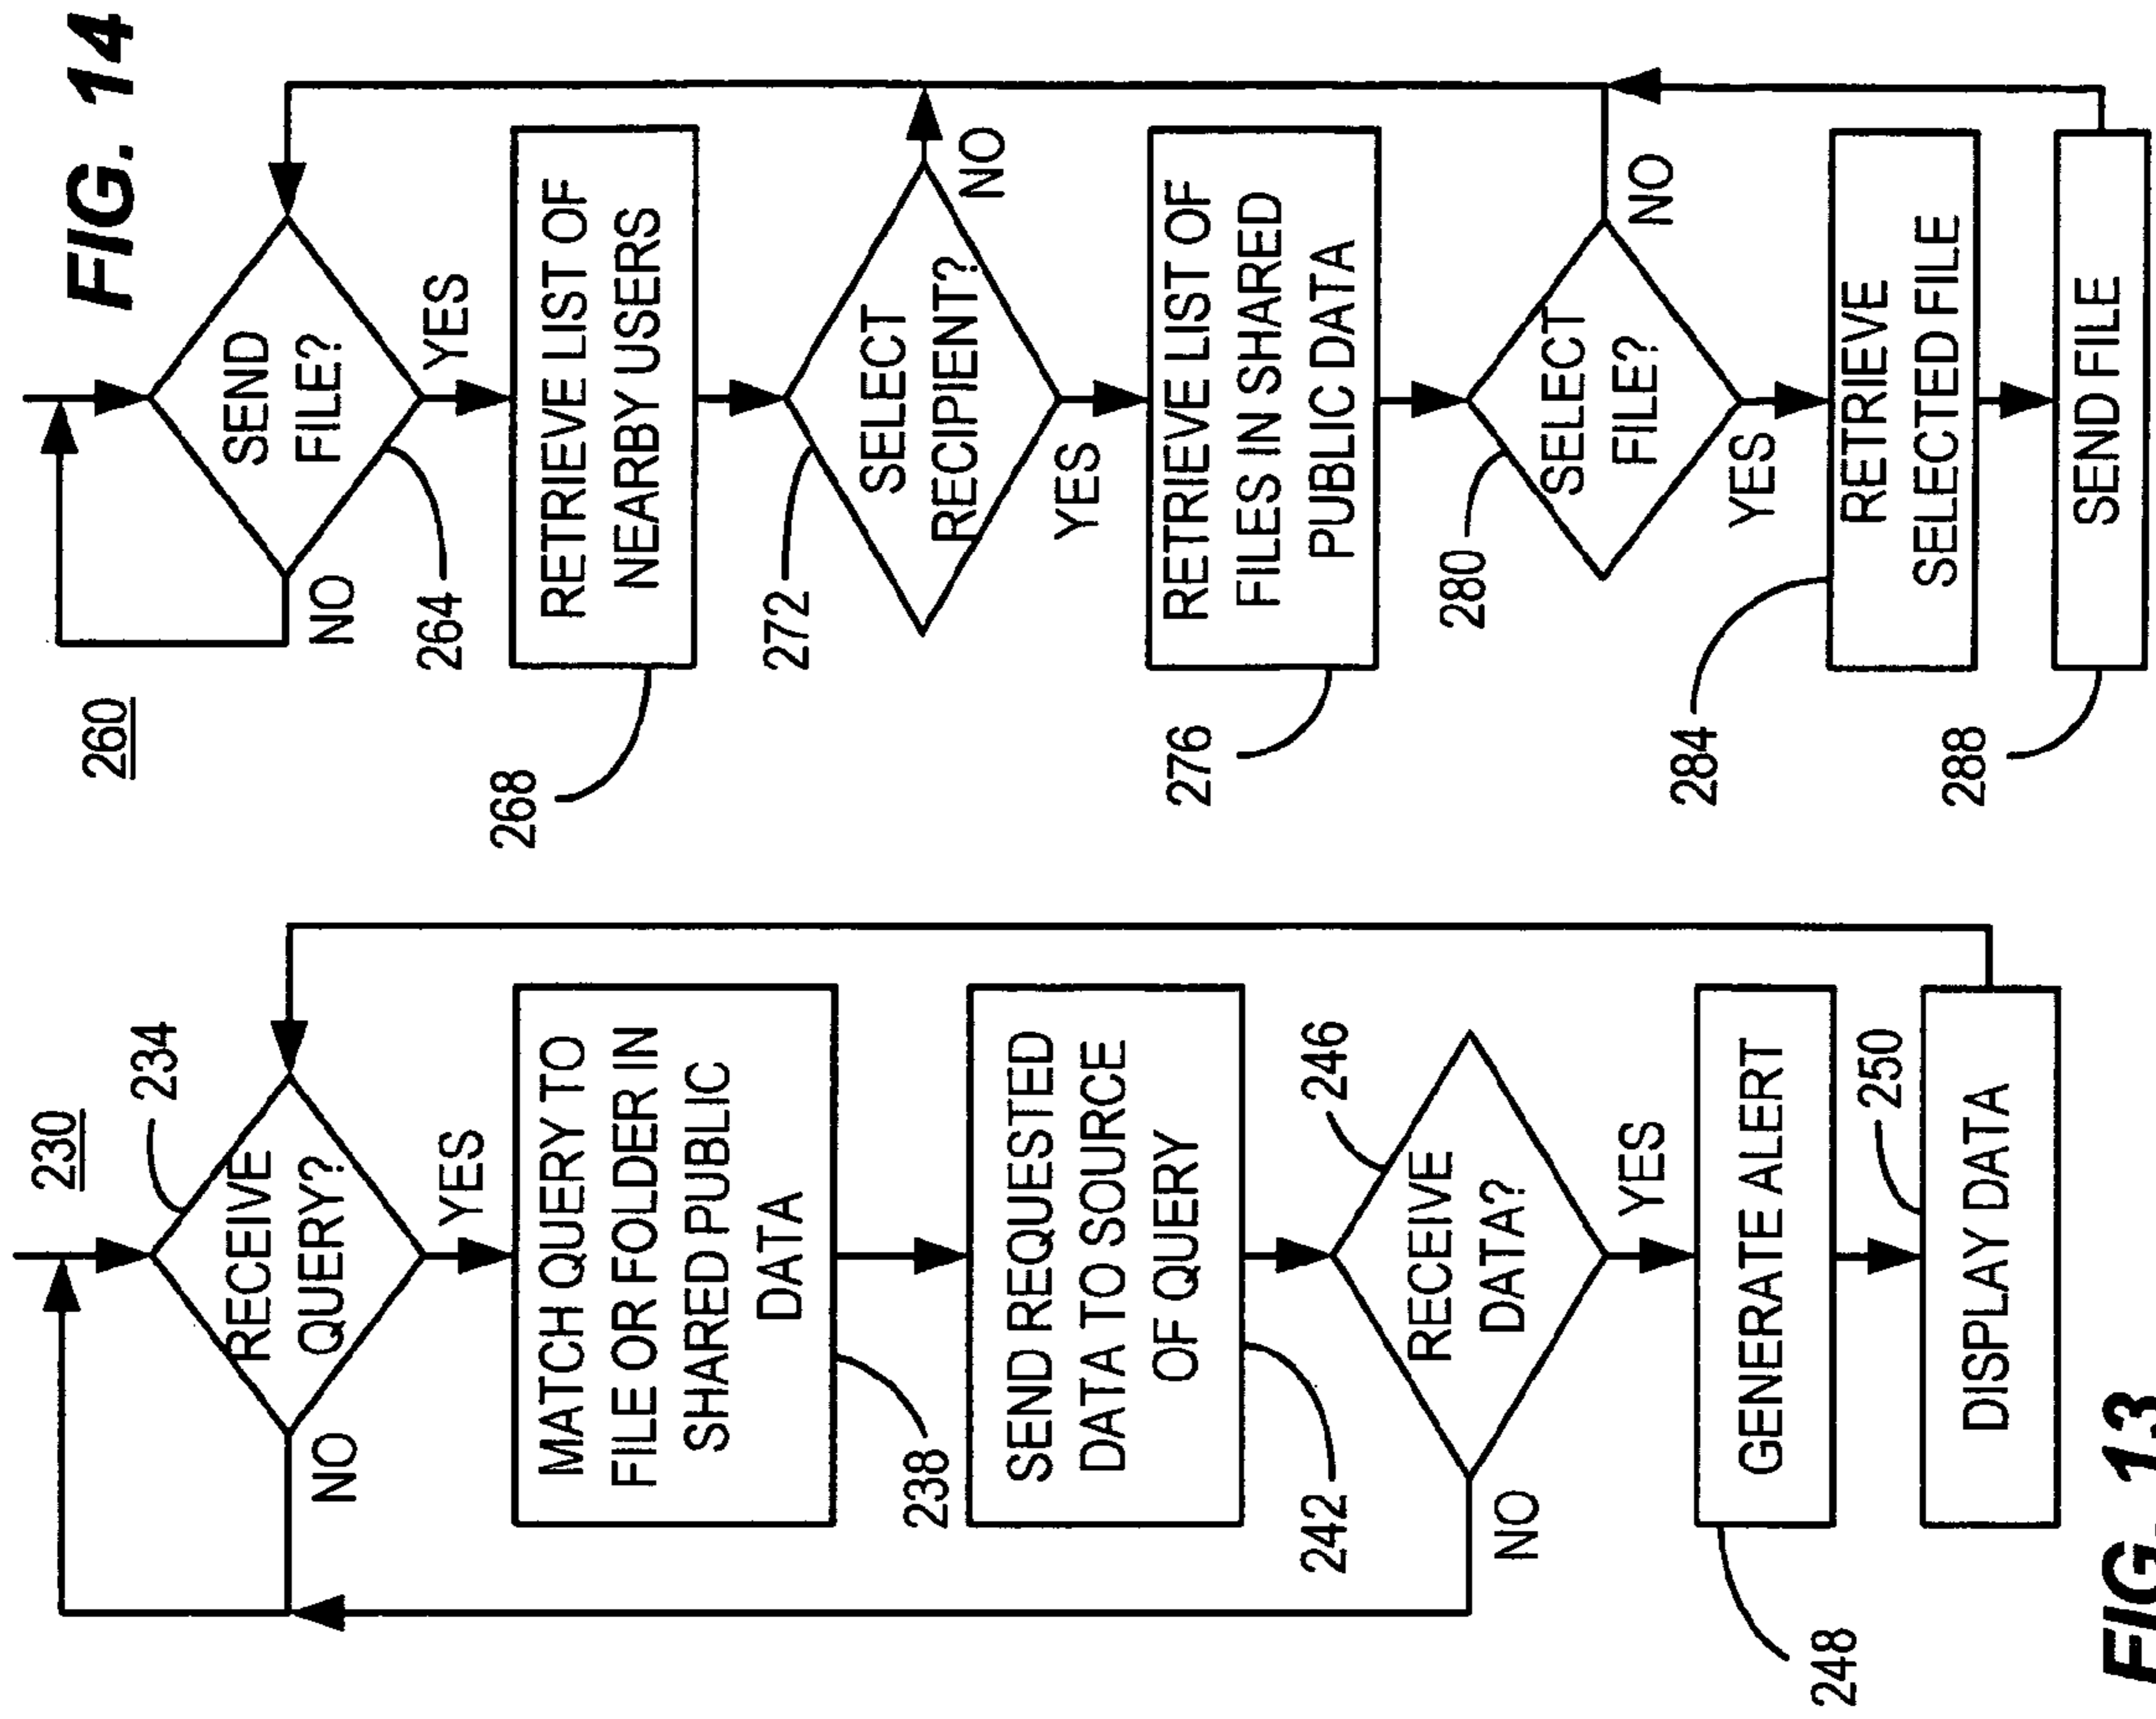 230
234
RECEIVE
QUERY?
NO
YES
MATCH QUERY TO
FILE OR FOLDER IN
SHARED PUBLIC
DATA
238
SEND REQUESTED
DATA TO SOURCE
OF QUERY
242
246
RECEIVE
DATA?
NO
YES
GENERATE ALERT
248
250
DISPLAY DATA
FIG. 13
FIG. 14
260
SEND
FILE?
NO
YES
264
RETRIEVE LIST OF
NEARBY USERS
268
272
SELECT
RECIPIENT?
NO
YES
RETRIEVE LIST OF
FILES IN SHARED
PUBLIC DATA
276
280
SELECT
FILE?
NO
YES
RETRIEVE
SELECTED FILE
284
SEND FILE
288